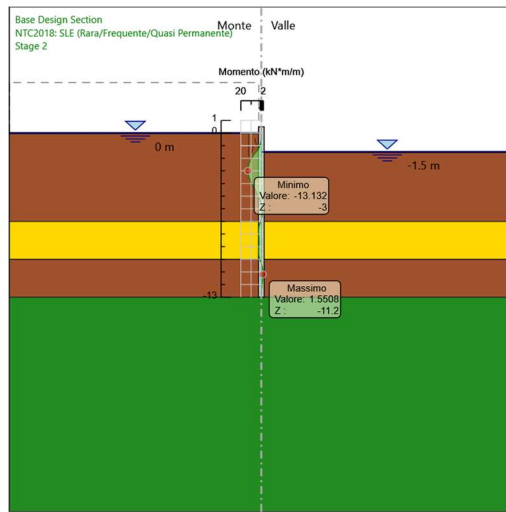 Base Design Section
NTC2018: SLE (Rara/Frequente/Quasi Permanente)
Stage 2
Monte
Valle
Momento (kN*m/m)
20 2
1
0
0 m
-1.5 m
Minimo
Valore: -13.132
Z : -3
Massimo
Valore: 1.5508
Z : -11.2
-13